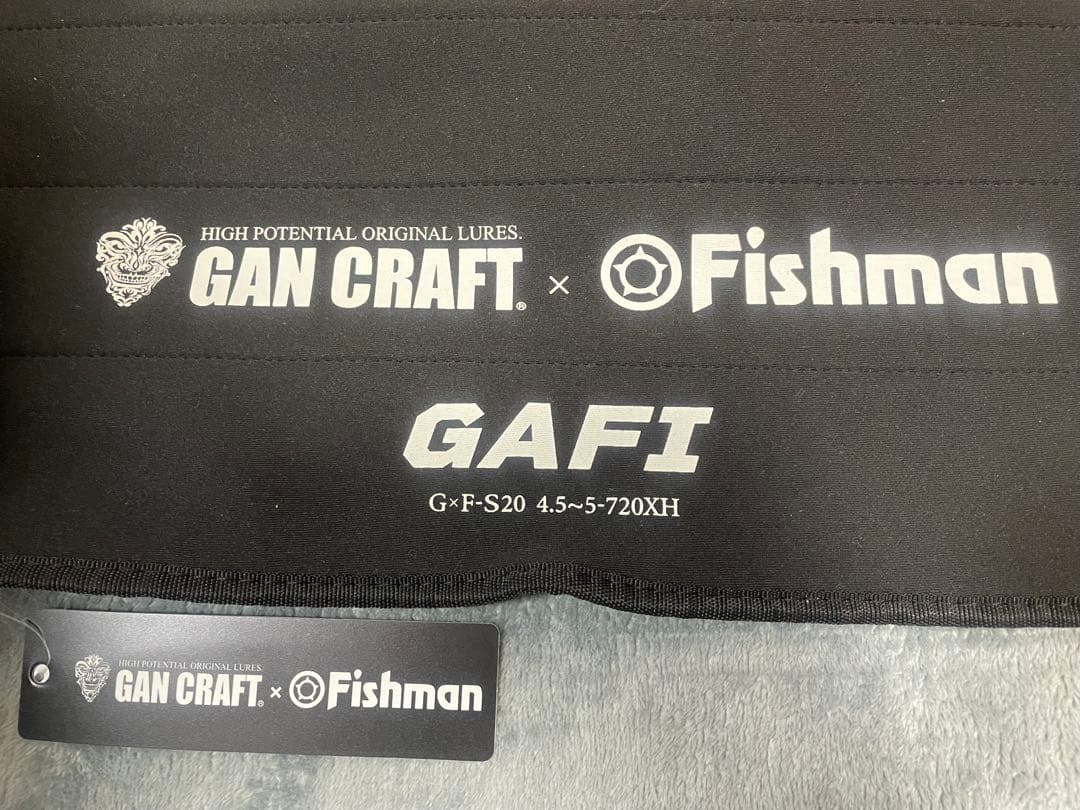 HIGH POTENTIAL ORIGINAL LURES.
GAN CRAFT® × Fishman
GAFI
G×F-S20 4.5~5-720XH
HIGH POTENTIAL ORIGINAL LURES.
GAN CRAFT® × Fishman